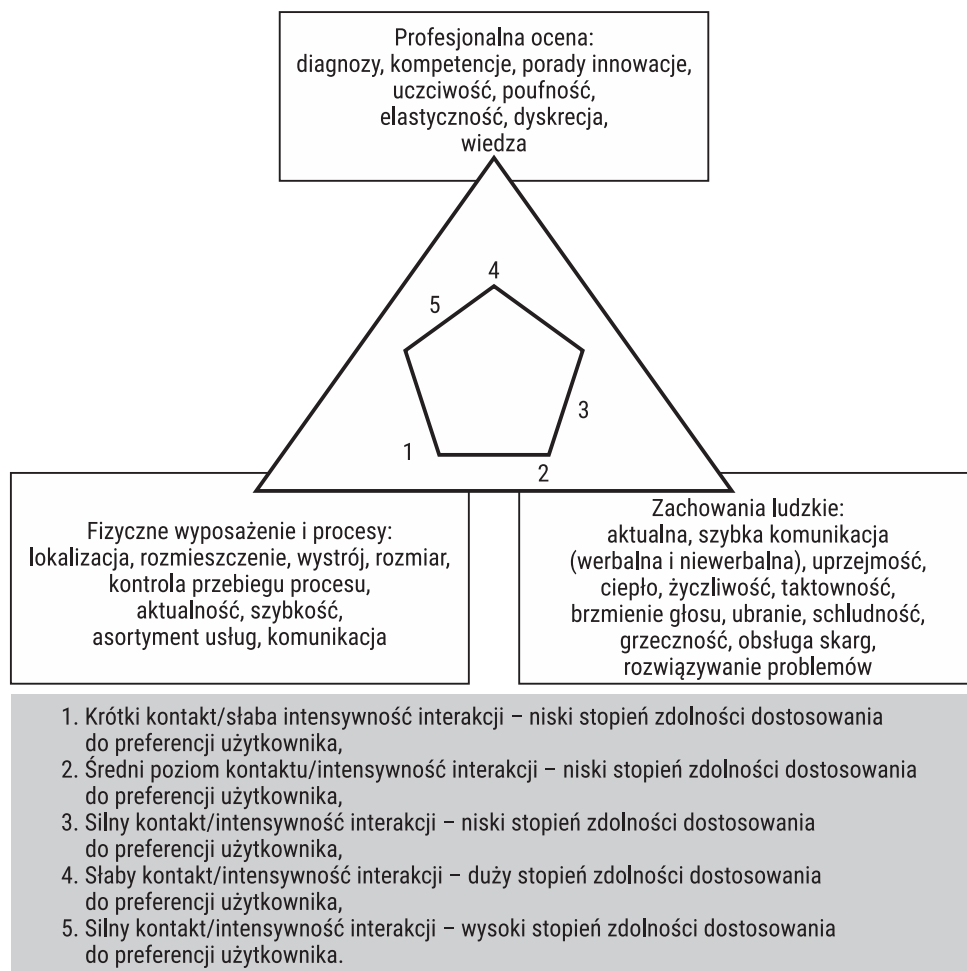 Profesjonalna ocena:
diagnozy, kompetencje, porady innowacje,
uczciwość, poufność,
elastyczność, dyskrecja,
wiedza
4
5
3
1
2
Fizyczne wyposażenie i procesy:
lokalizacja, rozmieszczenie, wystrój, rozmiar,
kontrola przebiegu procesu,
aktualność, szybkość,
asortyment usług, komunikacja
Zachowania ludzkie:
aktualna, szybka komunikacja
(werbalna i niewerbalna), uprzejmość,
ciepło, życzliwość, taktowność,
brzmienie głosu, ubranie, schludność,
grzeczność, obsługa skarg,
rozwiązywanie problemów
1. Krótki kontakt/słaba intensywność interakcji – niski stopień zdolności dostosowania
do preferencji użytkownika,
2. Średni poziom kontaktu/intensywność interakcji – niski stopień zdolności dostosowania
do preferencji użytkownika,
3. Silny kontakt/intensywność interakcji – niski stopień zdolności dostosowania
do preferencji użytkownika,
4. Słaby kontakt/intensywność interakcji – duży stopień zdolności dostosowania
do preferencji użytkownika,
5. Silny kontakt/intensywność interakcji – wysoki stopień zdolności dostosowania
do preferencji użytkownika.